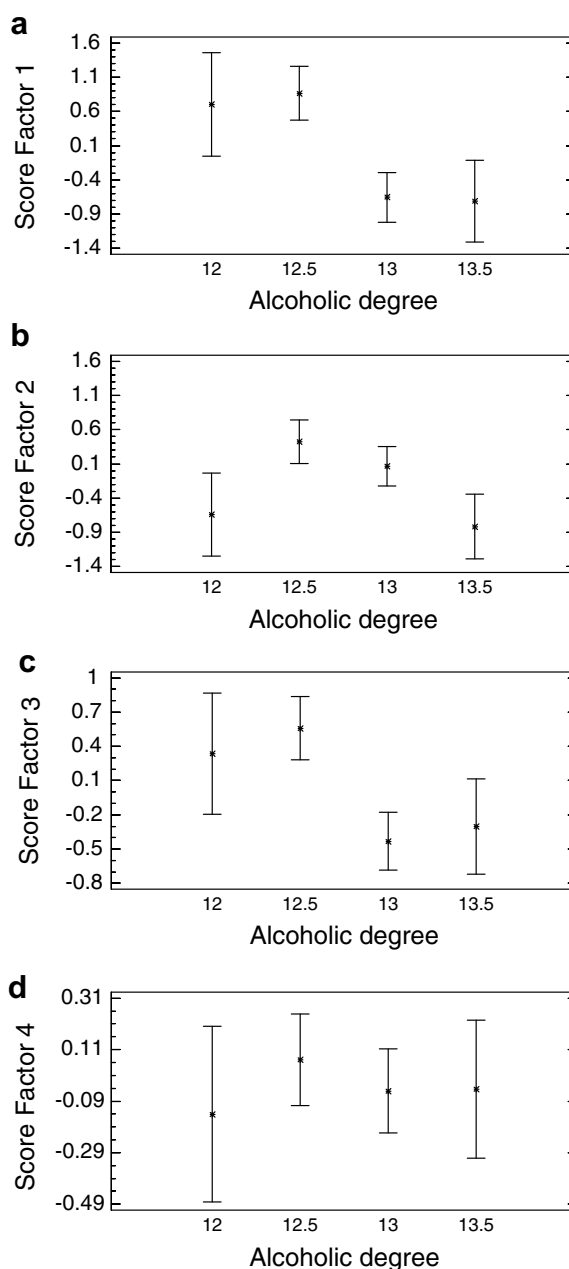 a
Score Factor 1
1.6
1.1
0.6
0.1
-0.4
-0.9
-1.4
12 12.5 13 13.5
Alcoholic degree
b
Score Factor 2
1.6
1.1
0.6
0.1
-0.4
-0.9
-1.4
12 12.5 13 13.5
Alcoholic degree
c
Score Factor 3
1
0.7
0.4
0.1
-0.2
-0.5
-0.8
12 12.5 13 13.5
Alcoholic degree
d
Score Factor 4
0.31
0.11
-0.09
-0.29
-0.49
12 12.5 13 13.5
Alcoholic degree